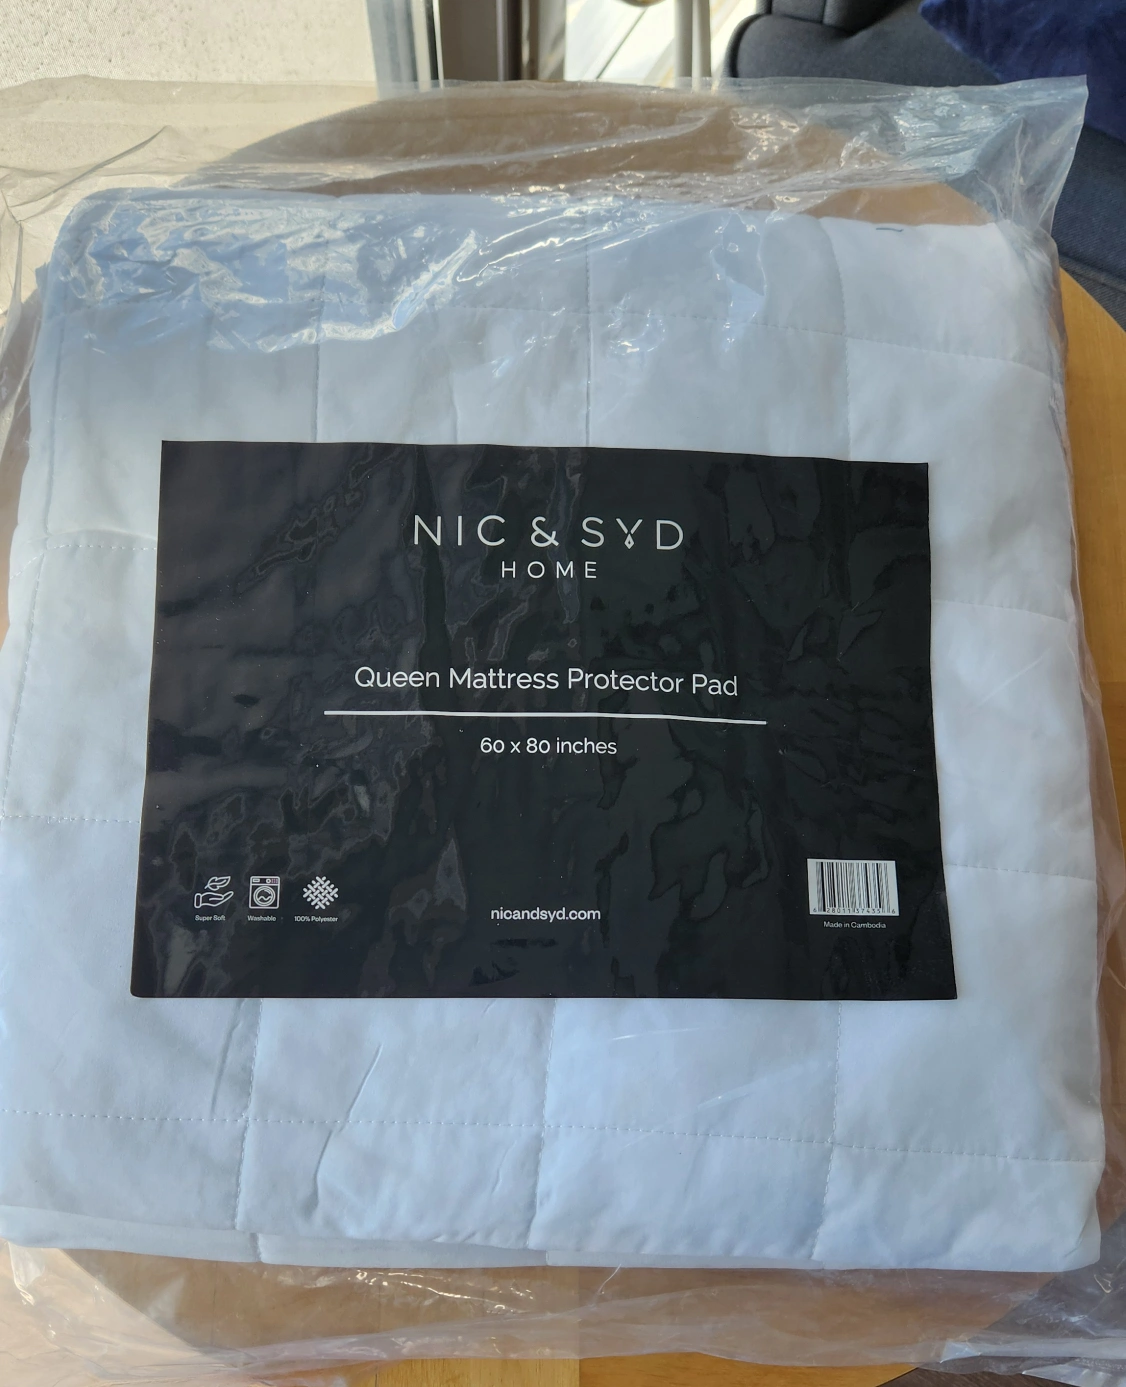 NIC & SYD
HOME
Queen Mattress Protector Pad
60 x 80 inches
Super Soft
Washable
100% Polyester
nicandsyd.com
Made in Cambodia